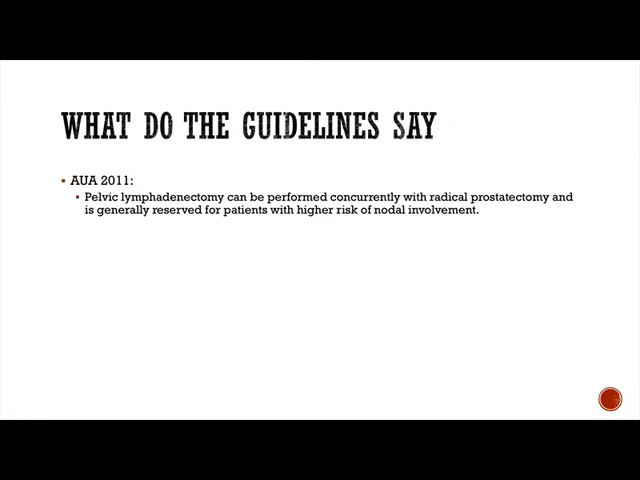 WHAT DO THE GUIDELINES SAY
▪ AUA 2011:
▪ Pelvic lymphadenectomy can be performed concurrently with radical prostatectomy and
is generally reserved for patients with higher risk of nodal involvement.